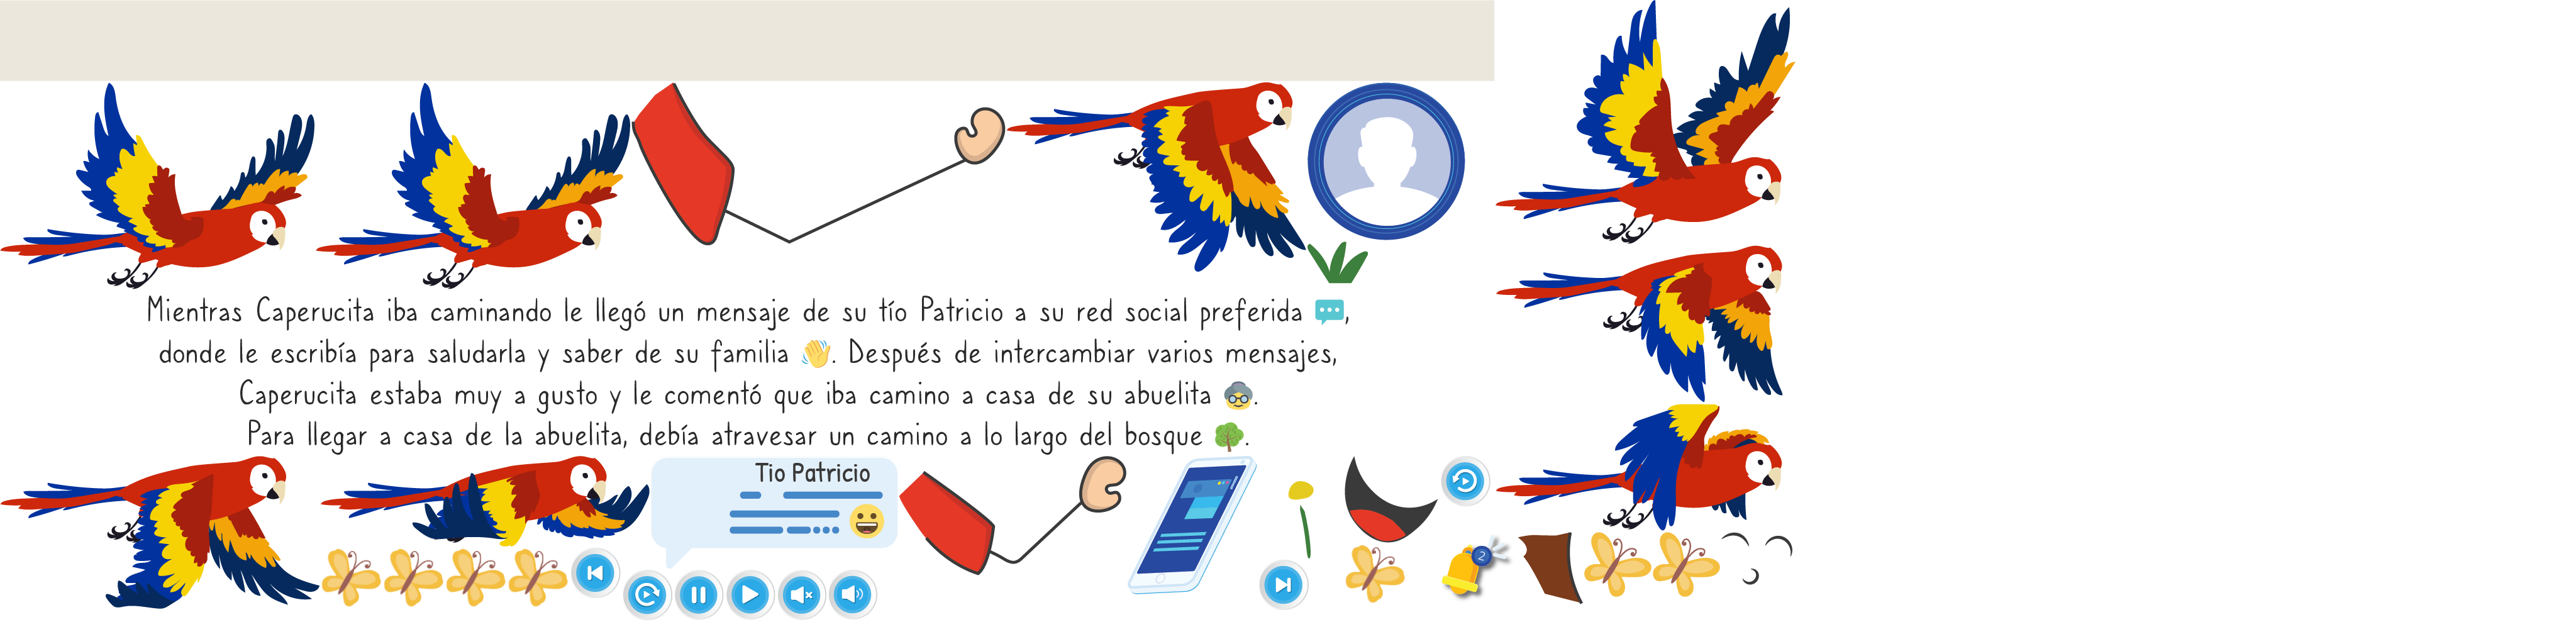 Mientras Caperucita iba caminando le llegó un mensaje de su tío Patricio a su red social preferida 💬,
donde le escribía para saludarla y saber de su familia 👋. Después de intercambiar varios mensajes,
Caperucita estaba muy a gusto y le comentó que iba camino a casa de su abuelita 👵.
Para llegar a casa de la abuelita, debía atravesar un camino a lo largo del bosque 🌳.
Tio Patricio
2